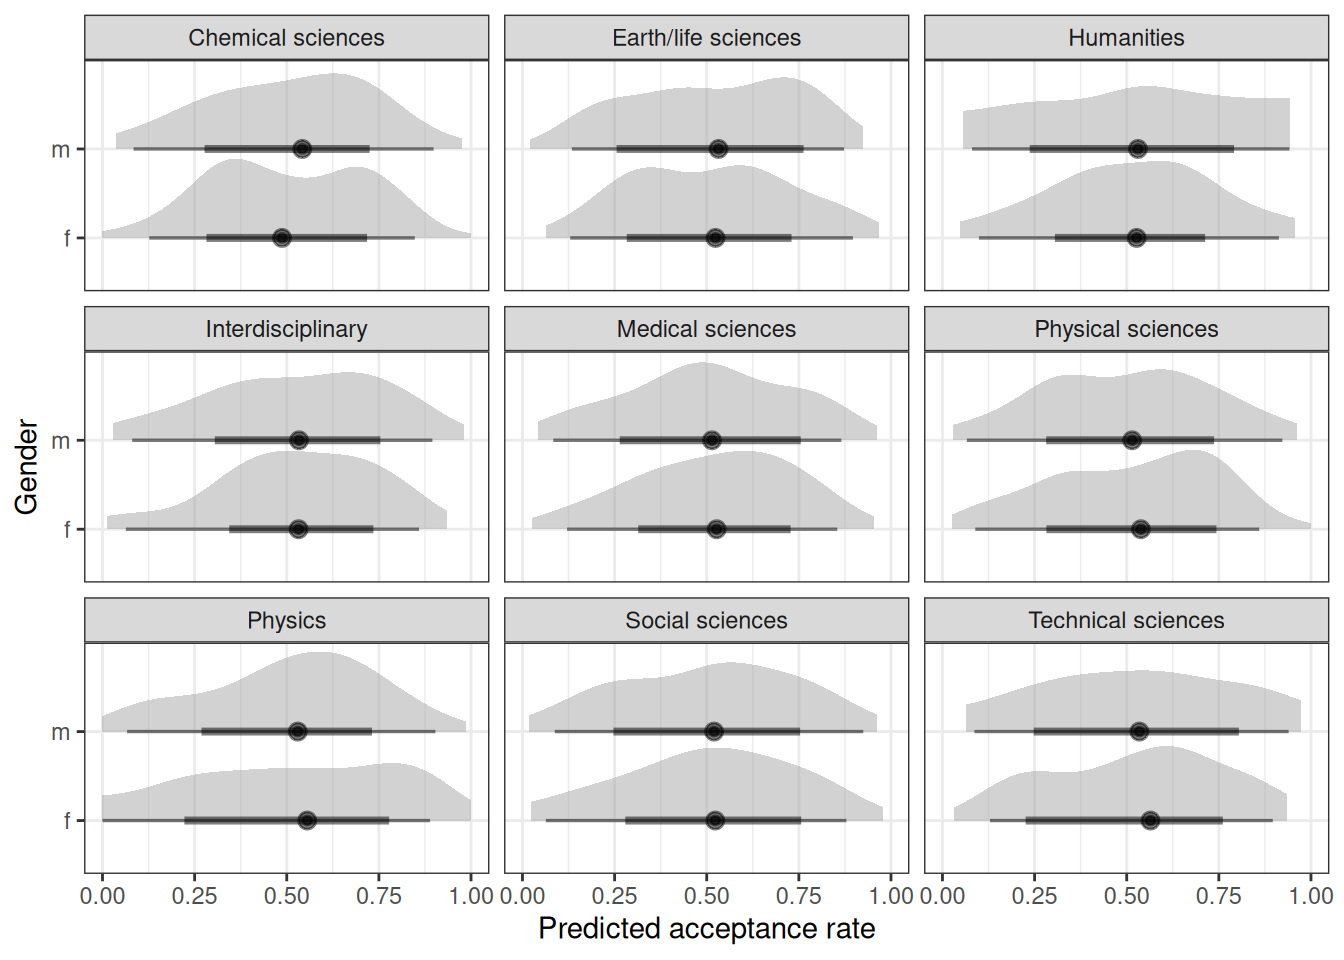 Chemical sciences
Earth/life sciences
Humanities
m
f
Interdisciplinary
Medical sciences
Physical sciences
m
f
Physics
Social sciences
Technical sciences
m
f
0.00 0.25 0.50 0.75 1.00
0.00 0.25 0.50 0.75 1.00
0.00 0.25 0.50 0.75 1.00
Predicted acceptance rate
Gender